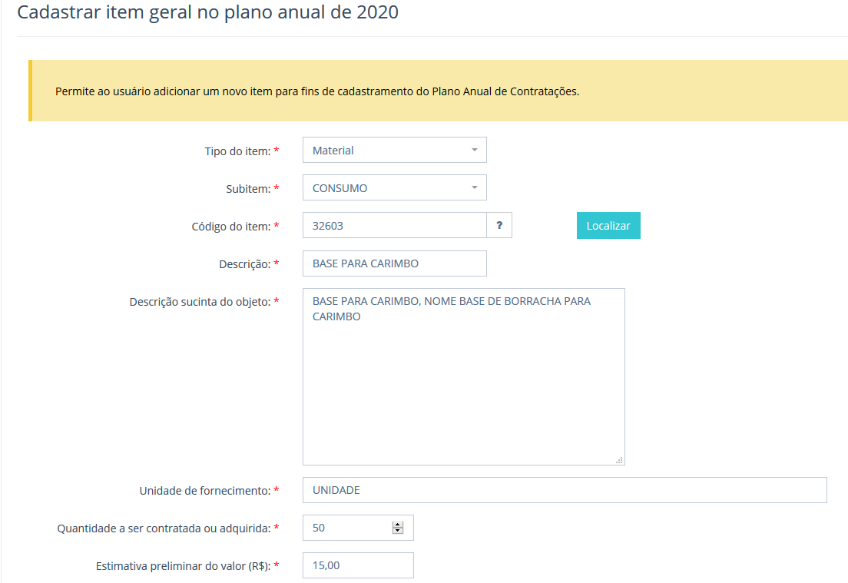 Cadastrar item geral no plano anual de 2020
Permite ao usuário adicionar um novo item para fins de cadastramento do Plano Anual de Contratações.
Tipo do item: * Material
Subitem: * CONSUMO
Código do item: * 32603 ? Localizar
Descrição: * BASE PARA CARIMBO
Descrição sucinta do objeto: * BASE PARA CARIMBO, NOME BASE DE BORRACHA PARA
CARIMBO
Unidade de fornecimento: * UNIDADE
Quantidade a ser contratada ou adquirida: * 50
Estimativa preliminar do valor (R$): * 15,00